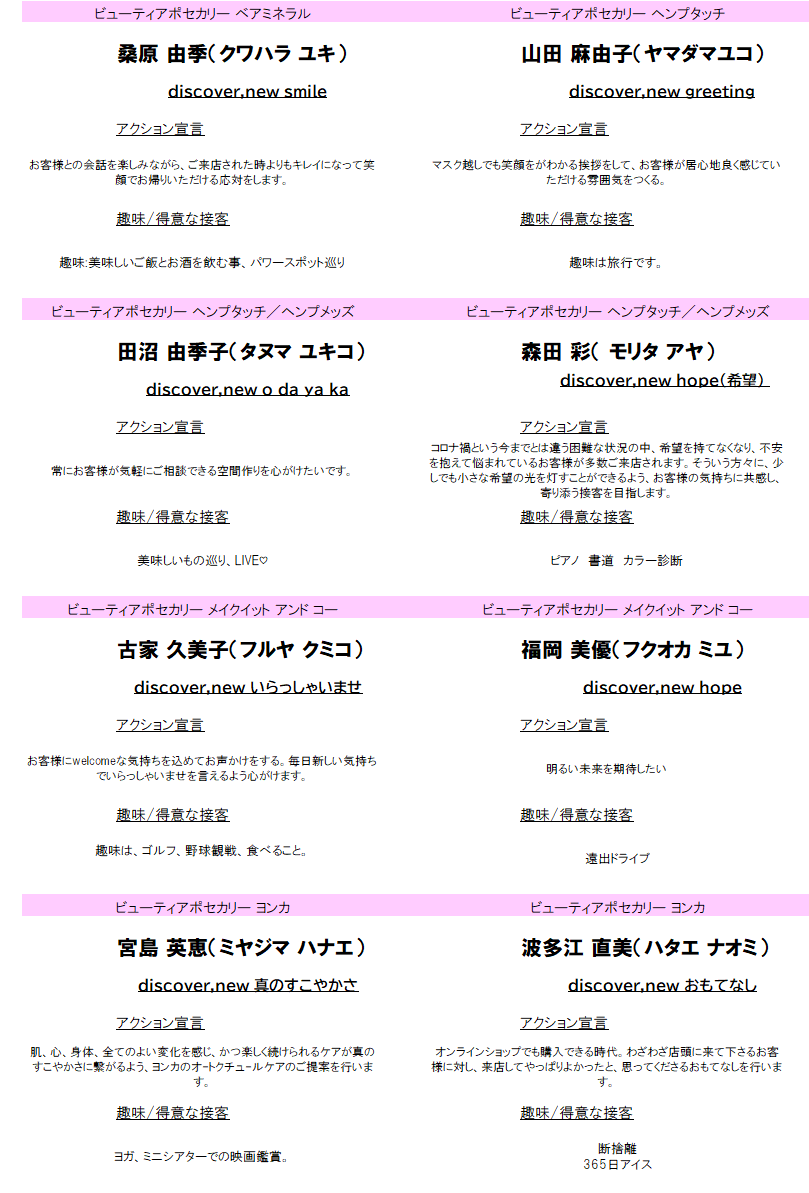 ビューティアポセカリー ベアミネラル
桑原 由季(クワハラ ユキ)
discover,new smile
アクション宣言
お客様との会話を楽しみながら、ご来店された時よりもキレイになって笑
顔でお帰りいただける応対をします。
趣味/得意な接客
趣味:美味しいご飯とお酒を飲む事、パワースポット巡り
ビューティアポセカリー ヘンプタッチ
山田 麻由子(ヤマダマユコ)
discover,new greeting
アクション宣言
マスク越しでも笑顔をがわかる挨拶をして、お客様が居心地良く感じてい
ただける雰囲気をつくる。
趣味/得意な接客
趣味は旅行です。
ビューティアポセカリー ヘンプタッチ/ヘンプメッズ
田沼 由季子(タヌマ ユキコ)
discover,new o da ya ka
アクション宣言
常にお客様が気軽にご相談できる空間作りを心がけたいです。
趣味/得意な接客
美味しいもの巡り、LIVE♡
ビューティアポセカリー ヘンプタッチ/ヘンプメッズ
森田 彩( モリタ アヤ)
discover,new hope(希望)
アクション宣言
コロナ禍という今までとは違う困難な状況の中、希望を持てなくなり、不安
を抱えて悩まれているお客様が多数ご来店されます。そういう方々に、少
しでも小さな希望の光を灯すことができるよう、お客様の気持ちに共感し、
寄り添う接客を目指します。
趣味/得意な接客
ピアノ 書道 カラー診断
ビューティアポセカリー メイクイット アンド コー
古家 久美子(フルヤ クミコ)
discover,new いらっしゃいませ
アクション宣言
お客様にwelcomeな気持ちを込めてお声かけをする。毎日新しい気持ち
でいらっしゃいませを言えるよう心がけます。
趣味/得意な接客
趣味は、ゴルフ、野球観戦、食べること。
ビューティアポセカリー メイクイット アンド コー
福岡 美優(フクオカ ミユ)
discover,new hope
アクション宣言
明るい未来を期待したい
趣味/得意な接客
遠出ドライブ
ビューティアポセカリー ヨンカ
宮島 英恵(ミヤジマ ハナエ)
discover,new 真のすこやかさ
アクション宣言
肌、心、身体、全てのよい変化を感じ、かつ楽しく続けられるケアが真の
すこやかさに繋がるよう、ヨンカのオートクチュールケアのご提案を行いま
す。
趣味/得意な接客
ヨガ、ミニシアターでの映画鑑賞。
ビューティアポセカリー ヨンカ
波多江 直美(ハタエ ナオミ)
discover,new おもてなし
アクション宣言
オンラインショップでも購入できる時代。わざわざ店頭に来て下さるお客
様に対し、来店してやっぱりよかったと、思ってくださるおもてなしを行いま
す。
趣味/得意な接客
断捨離
365日アイス